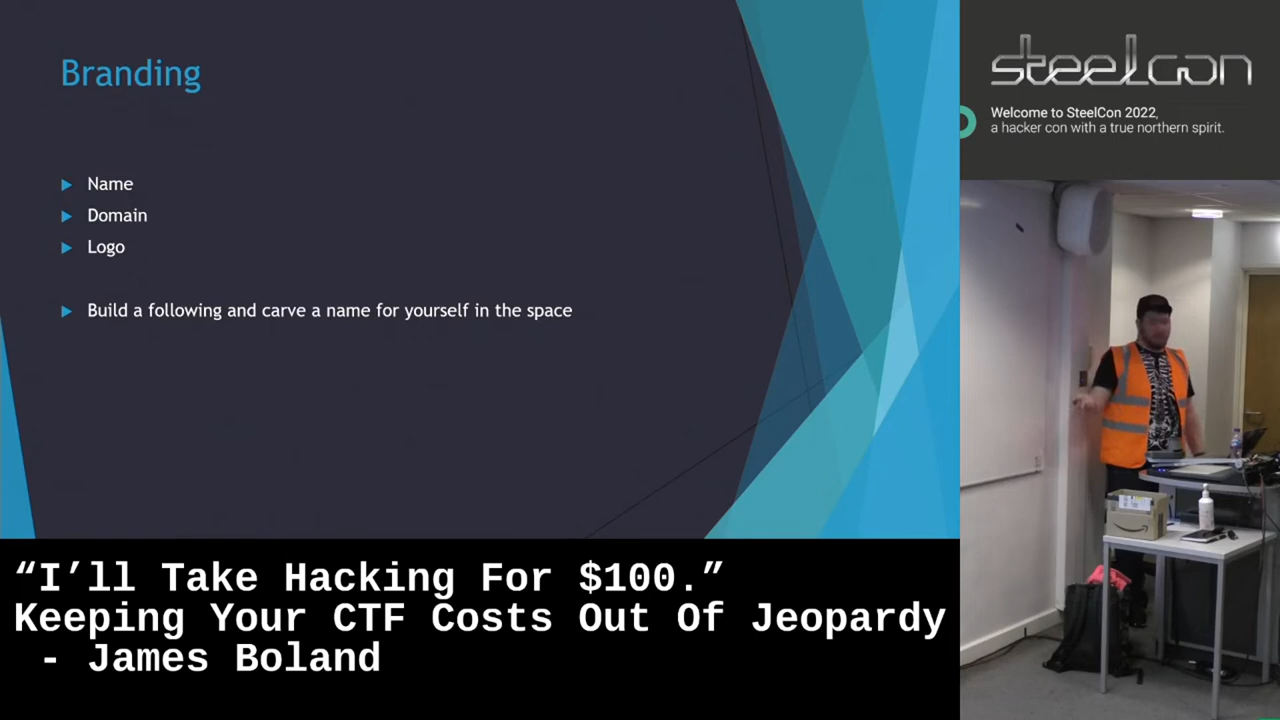 Branding
Name
Domain
Logo
Build a following and carve a name for yourself in the space
steelcon
Welcome to SteelCon 2022,
a hacker con with a true northern spirit.
“I’ll Take Hacking For $100.”
Keeping Your CTF Costs Out Of Jeopardy
- James Boland